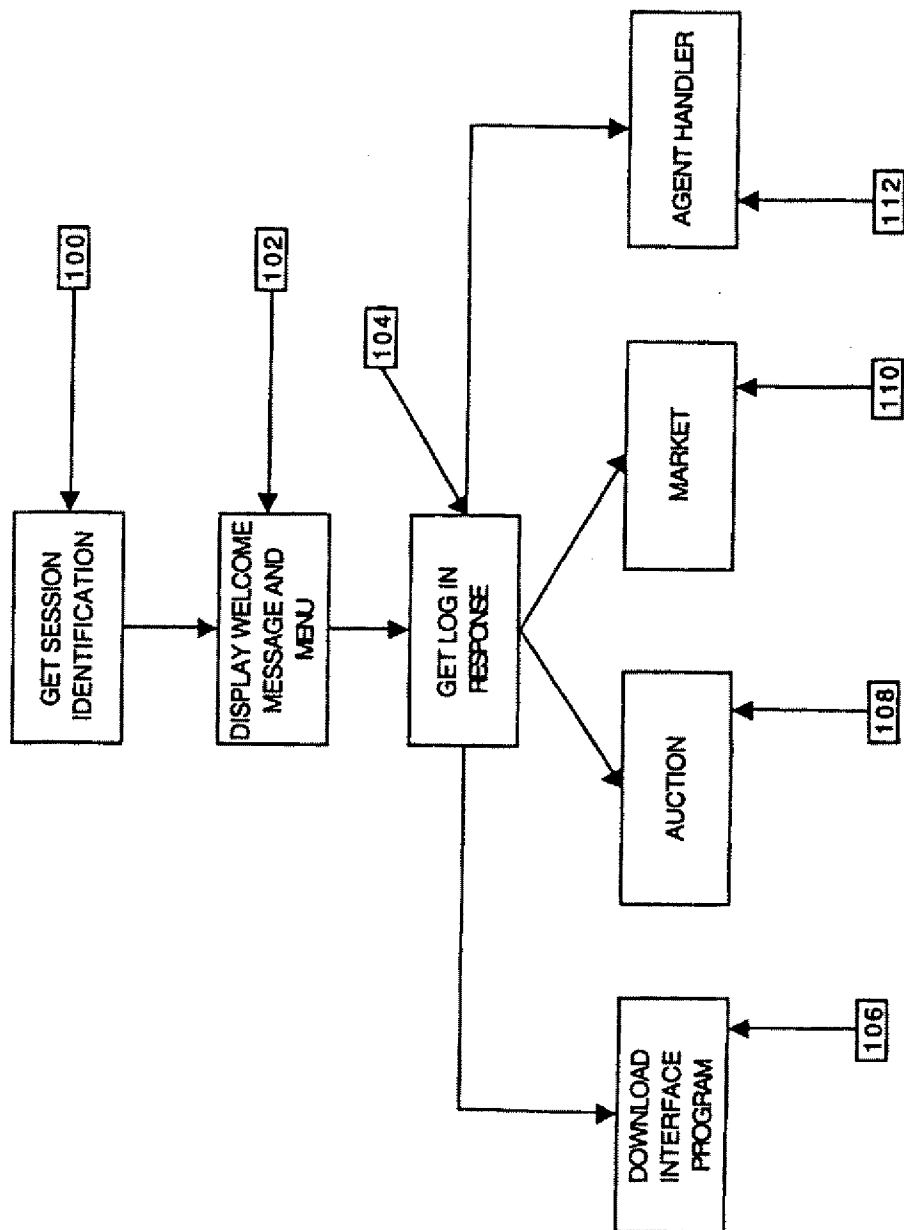 GET SESSION
IDENTIFICATION
100
DISPLAY WELCOME
MESSAGE AND
MENU
102
GET LOG IN
RESPONSE
104
DOWNLOAD
INTERFACE
PROGRAM
106
AUCTION
108
MARKET
110
AGENT HANDLER
112